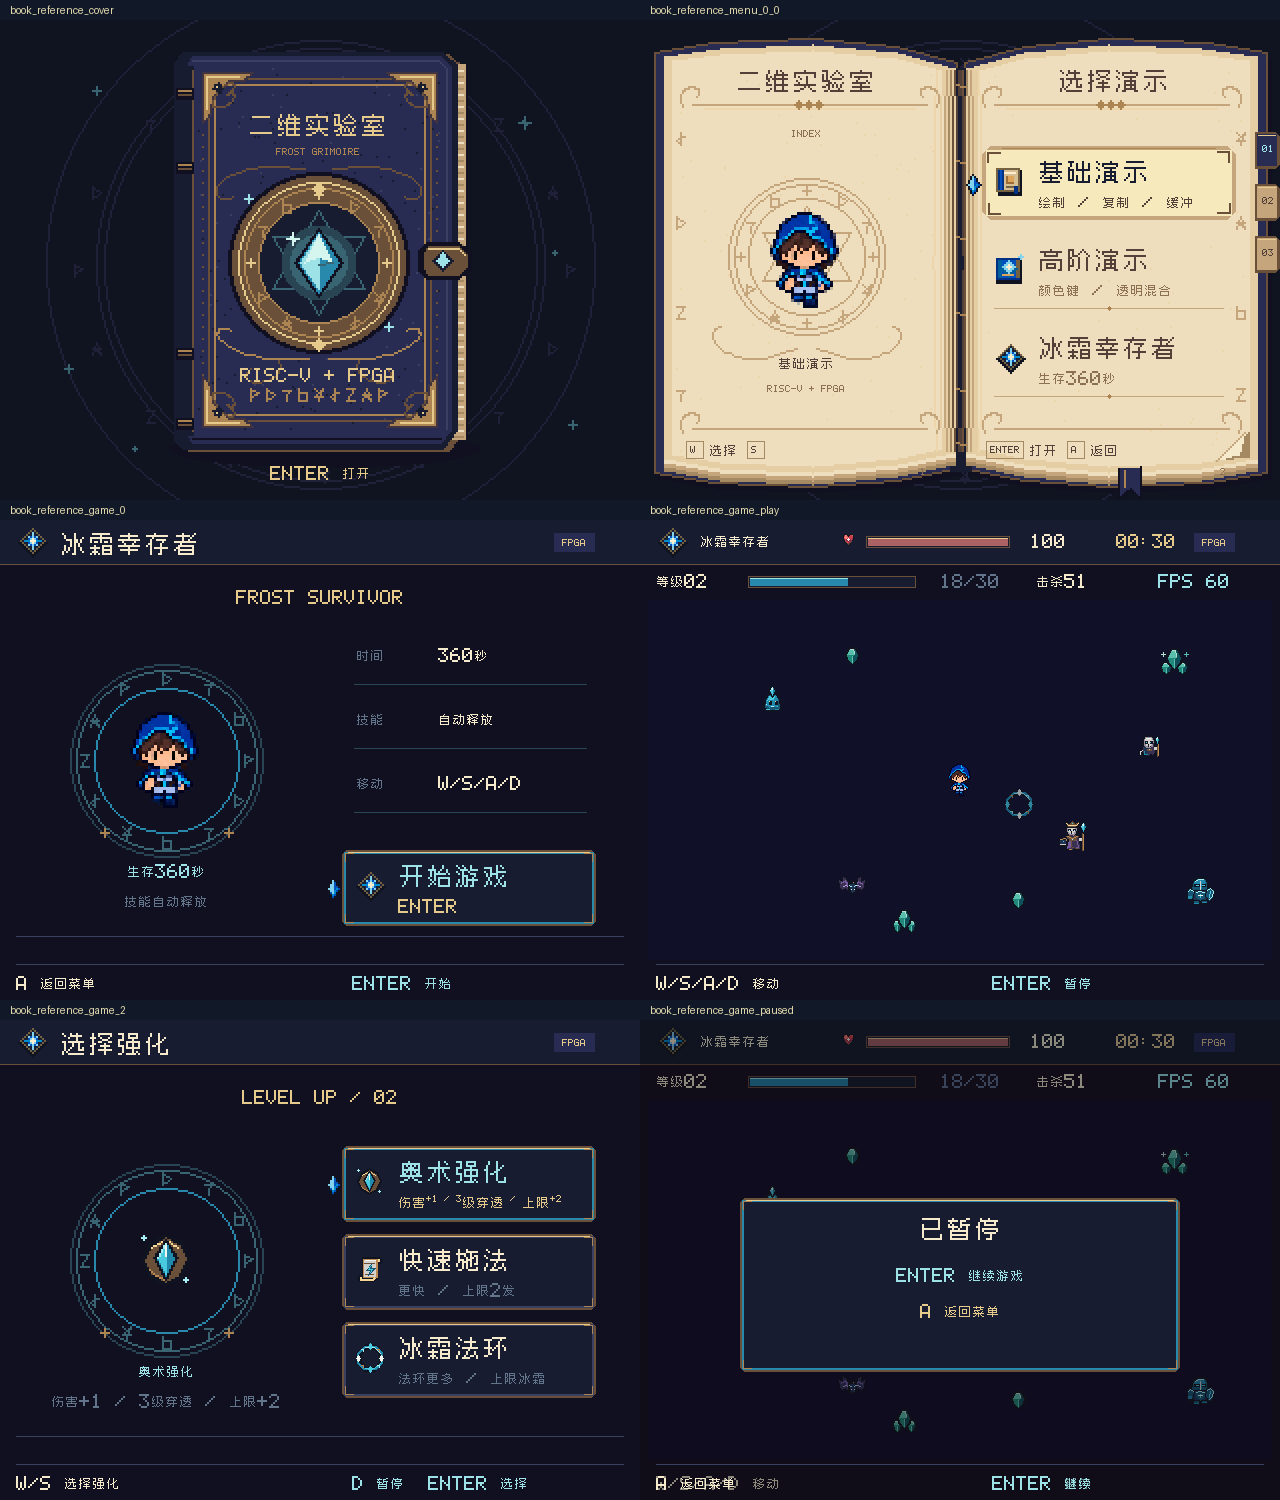 book_reference_cover
二维实验室
FROST GRIMOIRE
RISC-V + FPGA
ENTER 打开
book_reference_menu_0_0
二维实验室
INDEX
基础演示
RISC-V + FPGA
W 选择 S
选择演示
基础演示
绘制 / 复制 / 缓冲
高阶演示
颜色键 / 透明混合
冰霜幸存者
生存360秒
ENTER 打开 A 返回
01
02
03
book_reference_game_0
冰霜幸存者 FPGA
FROST SURVIVOR
时间 360秒
技能 自动释放
移动 W/S/A/D
生存360秒
技能自动释放
开始游戏
ENTER
A 返回菜单 ENTER 开始
book_reference_game_play
冰霜幸存者 100 00:30 FPGA
等级02 18/30 击杀51 FPS 60
W/S/A/D 移动 ENTER 暂停
book_reference_game_2
选择强化 FPGA
LEVEL UP / 02
奥术强化
伤害+1 / 3级穿透 / 上限+2
奥术强化
伤害+1 / 3级穿透 / 上限+2
快速施法
更快 / 上限2发
冰霜法环
法环更多 / 上限冰霜
W/S 选择强化 D 暂停 ENTER 选择
book_reference_game_paused
冰霜幸存者 100 00:30 FPGA
等级02 18/30 击杀51 FPS 60
已暂停
ENTER 继续游戏
A 返回菜单
A 返回菜单 移动 ENTER 继续